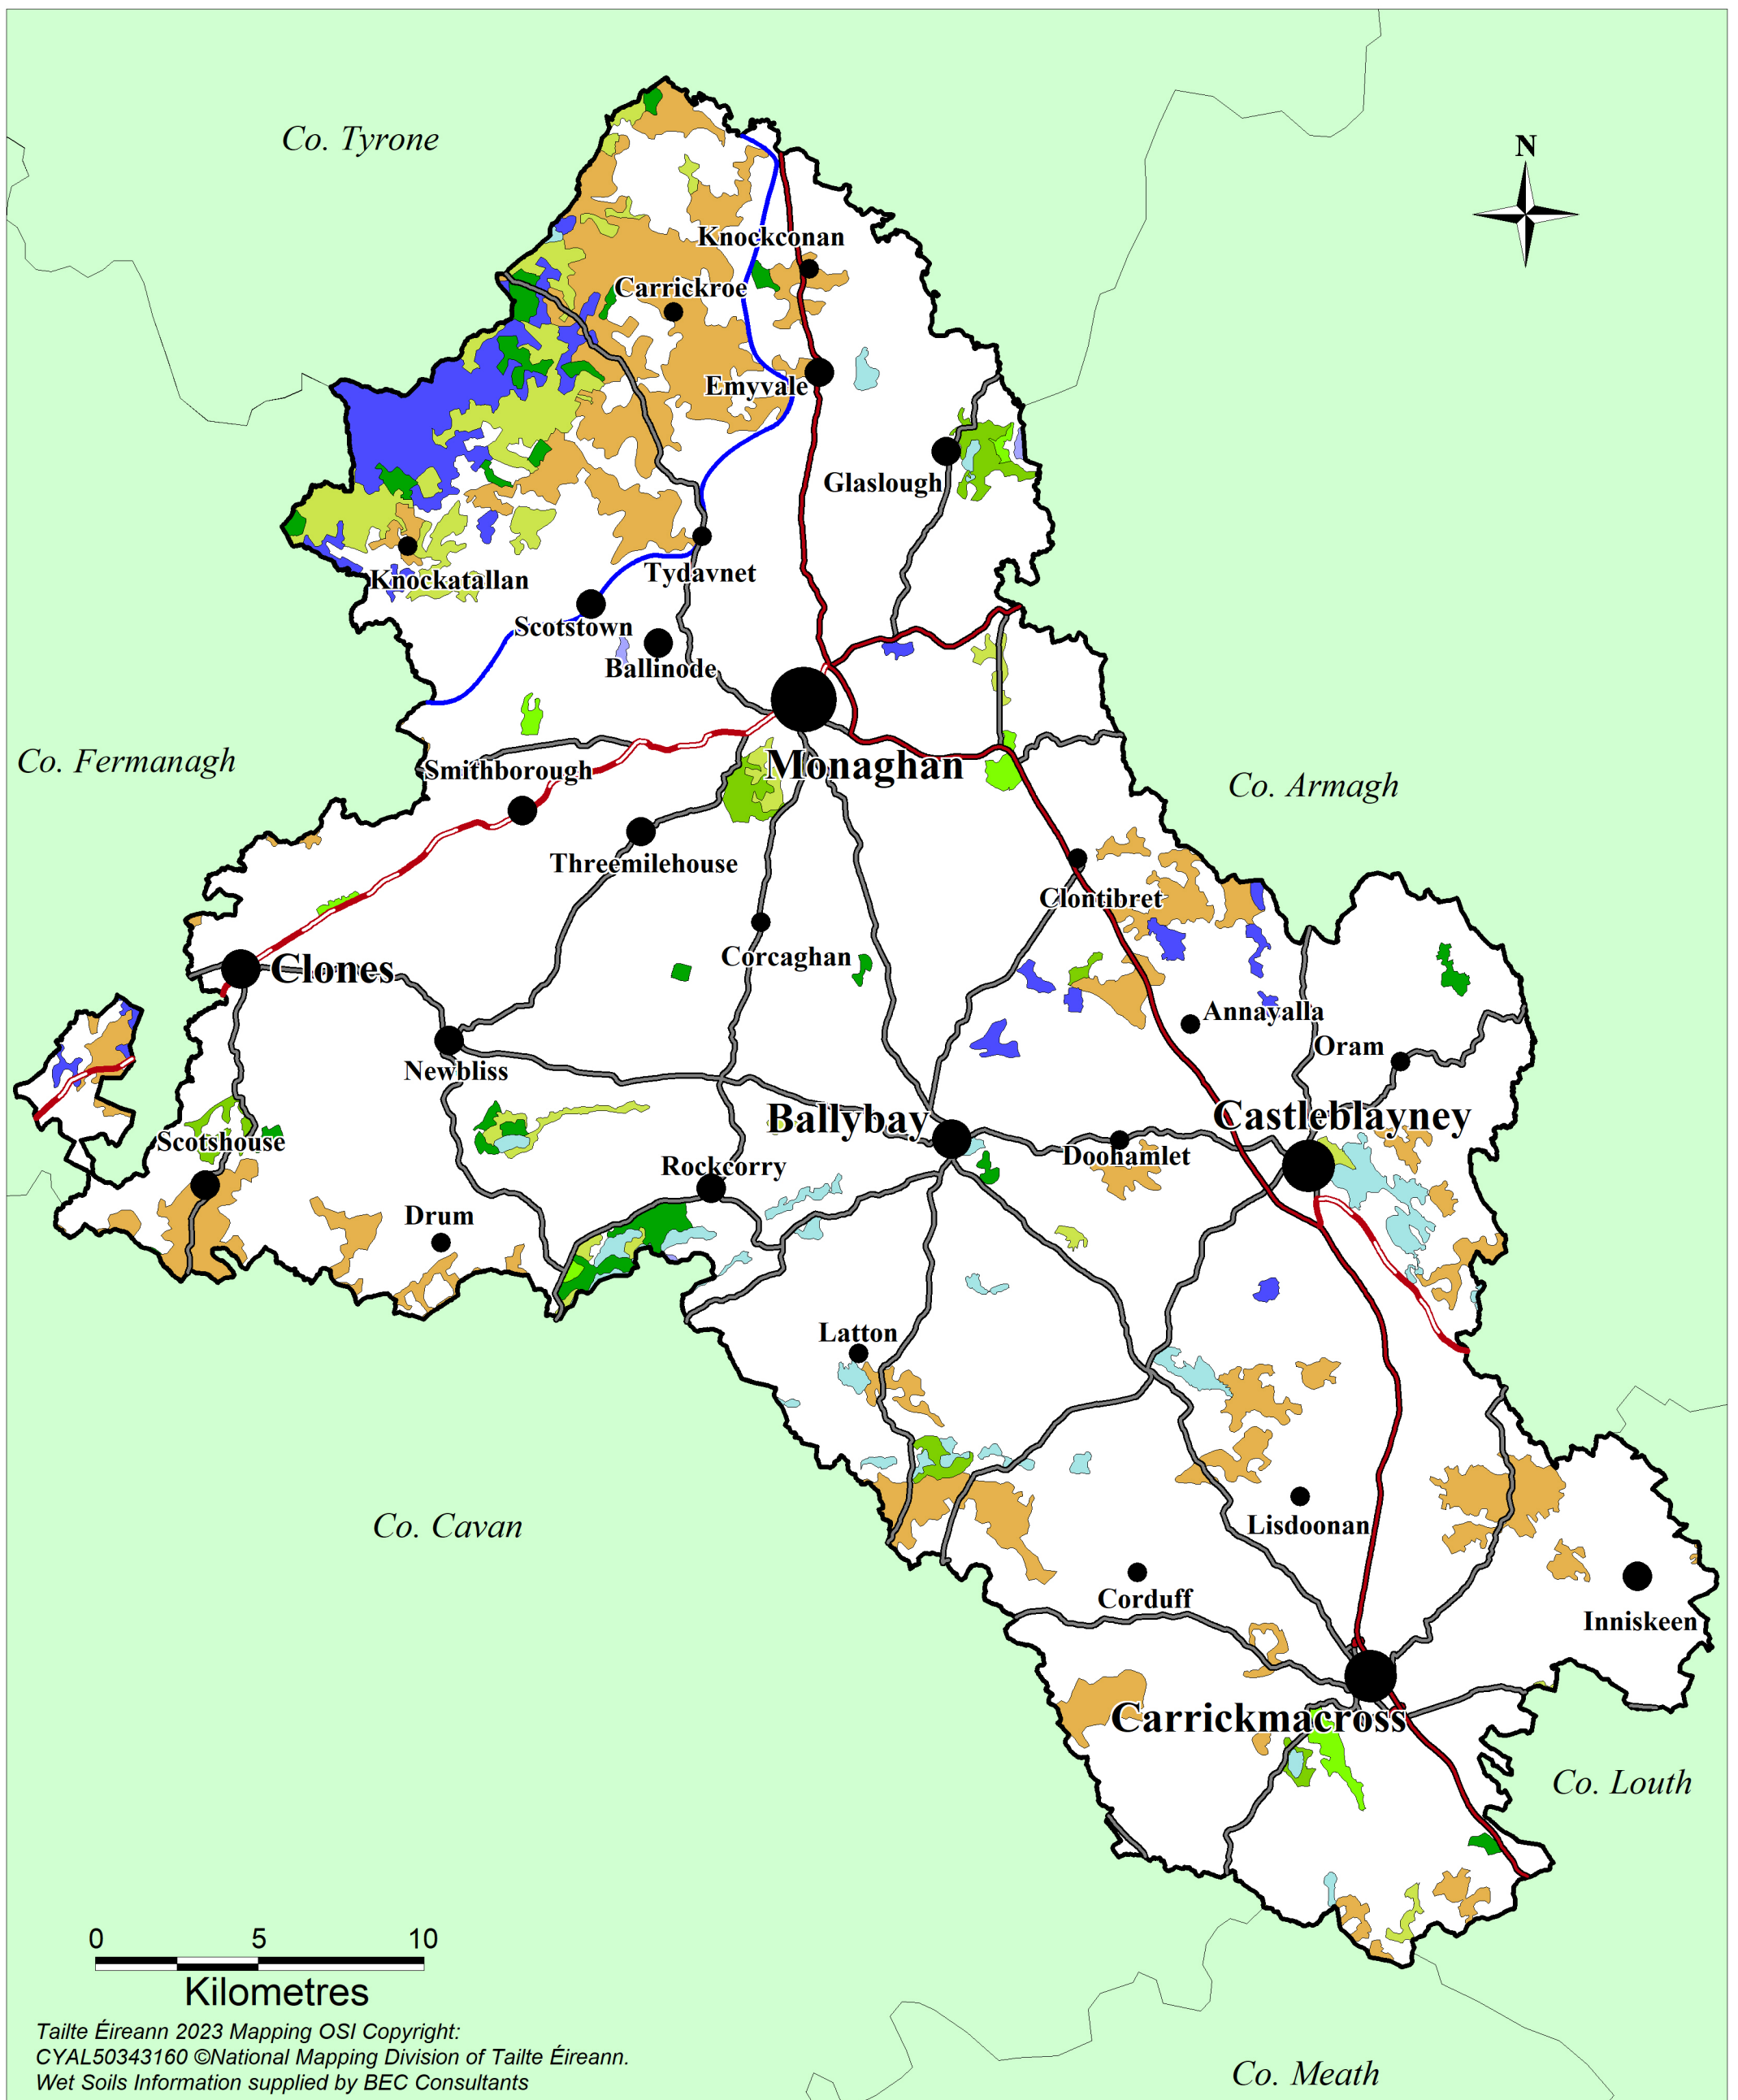 Co. Tyrone
N
Knockconan
Carrickroe
Emyvale
Glaslough
Tydavnet
Knockatallan
Scotstown
Ballinode
Co. Fermanagh
Smithborough
Monaghan
Co. Armagh
Threemilehouse
Clontibret
Corcaghan
Clones
Annayalla
Oram
Newbliss
Ballybay
Castleblayney
Scotshouse
Doohamlet
Rockcorry
Drum
Latton
Co. Cavan
Lisdoonan
Corduff
Inniskeen
Carrickmacross
Co. Louth
0 5 10
Kilometres
Tailte Éireann 2023 Mapping OSI Copyright:
CYAL50343160 ©National Mapping Division of Tailte Éireann.
Wet Soils Information supplied by BEC Consultants
Co. Meath